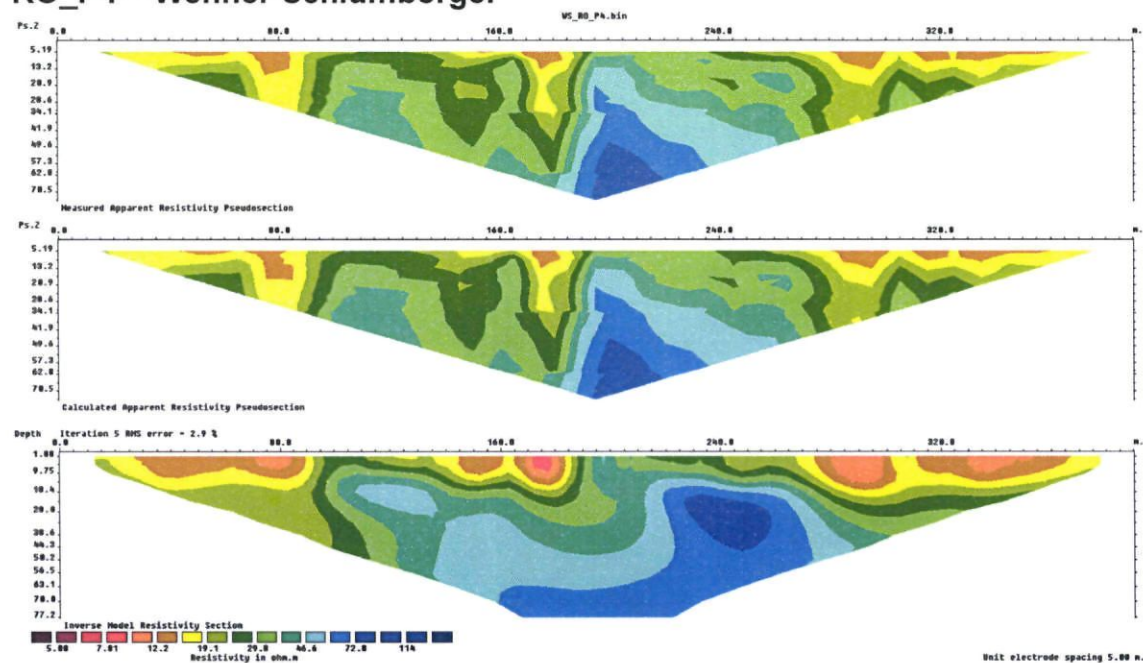 RO_P4 - Wenner Schlumberger
WS_RO_P4.bin
Ps.Z 0.0 80.0 160.0 240.0 320.0 m.
5.19
13.2
20.9
28.6
34.1
41.9
49.6
57.3
62.8
70.5
Measured Apparent Resistivity Pseudosection
Ps.Z 0.0 80.0 160.0 240.0 320.0 m.
5.19
13.2
20.9
28.6
34.1
41.9
49.6
57.3
62.8
70.5
Calculated Apparent Resistivity Pseudosection
Depth Iteration 5 RMS error = 2.9 %
0.0 80.0 160.0 240.0 320.0 m.
1.00
9.75
18.4
28.0
38.6
44.3
50.2
56.5
63.1
70.0
77.2
Inverse Model Resistivity Section
5.00 7.81 12.2 19.1 29.8 46.6 72.8 114
Resistivity in ohm.m
Unit electrode spacing 5.00 m.